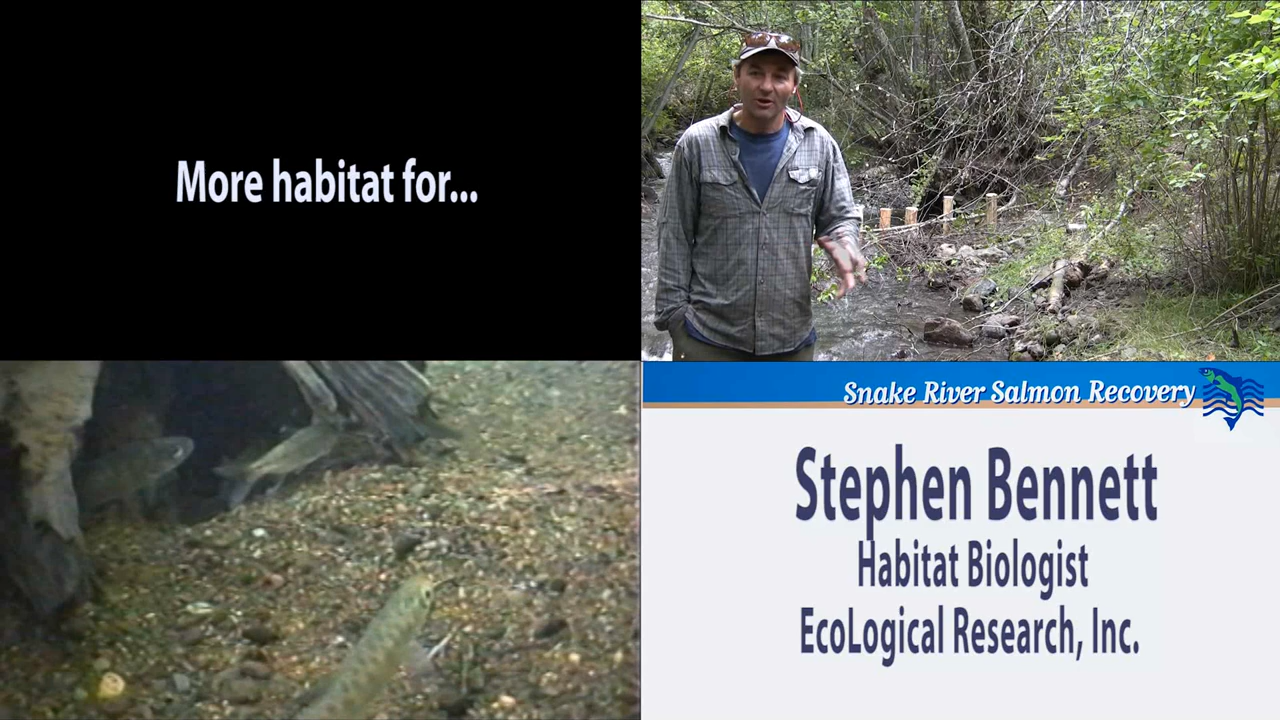 More habitat for...
Snake River Salmon Recovery
Stephen Bennett
Habitat Biologist
EcoLogical Research, Inc.